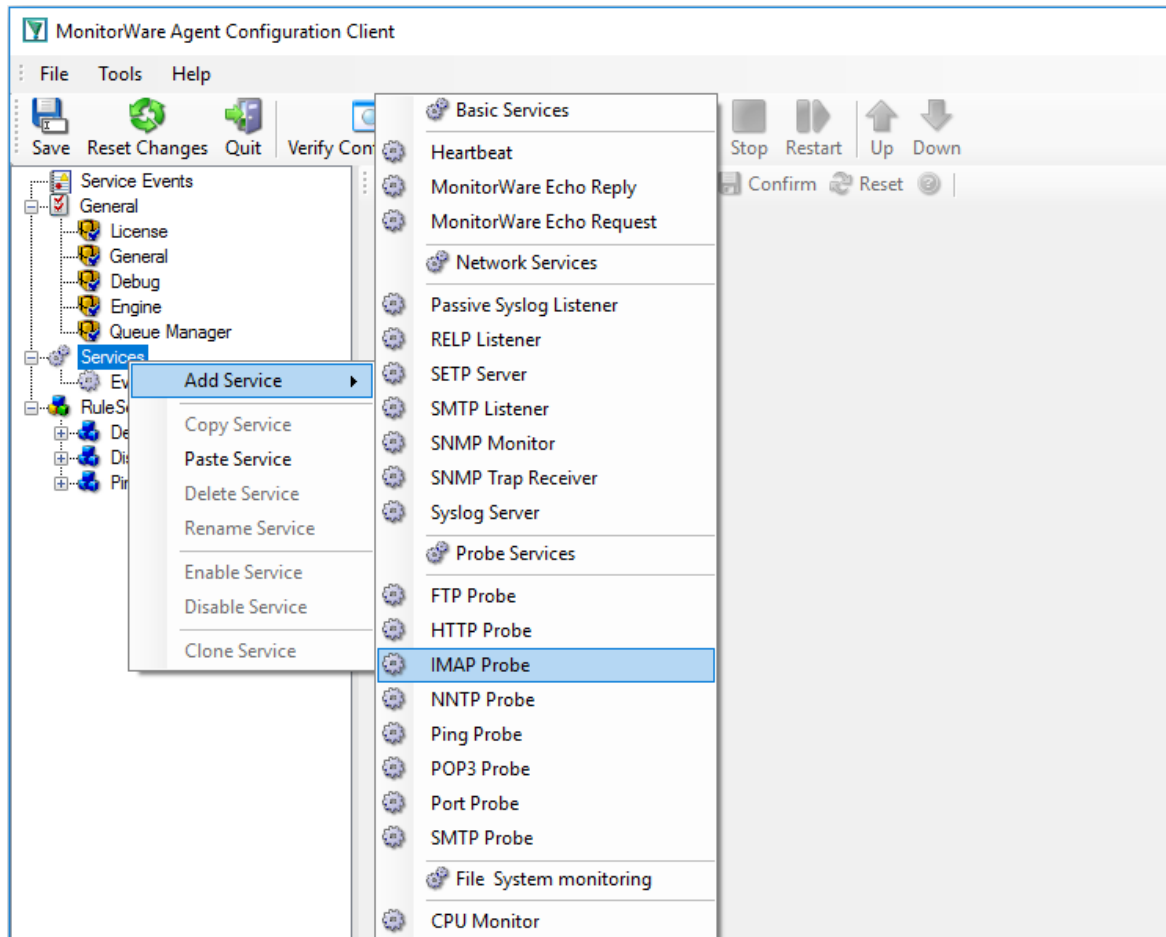 MonitorWare Agent Configuration Client
File Tools Help
Save Reset Changes Quit Verify Con Stop Restart Up Down
Confirm Reset
Service Events
General
License
General
Debug
Engine
Queue Manager
Services
Ev
RuleS
De
Dis
Pin
Add Service
Copy Service
Paste Service
Delete Service
Rename Service
Enable Service
Disable Service
Clone Service
Basic Services
Heartbeat
MonitorWare Echo Reply
MonitorWare Echo Request
Network Services
Passive Syslog Listener
RELP Listener
SETP Server
SMTP Listener
SNMP Monitor
SNMP Trap Receiver
Syslog Server
Probe Services
FTP Probe
HTTP Probe
IMAP Probe
NNTP Probe
Ping Probe
POP3 Probe
Port Probe
SMTP Probe
File System monitoring
CPU Monitor